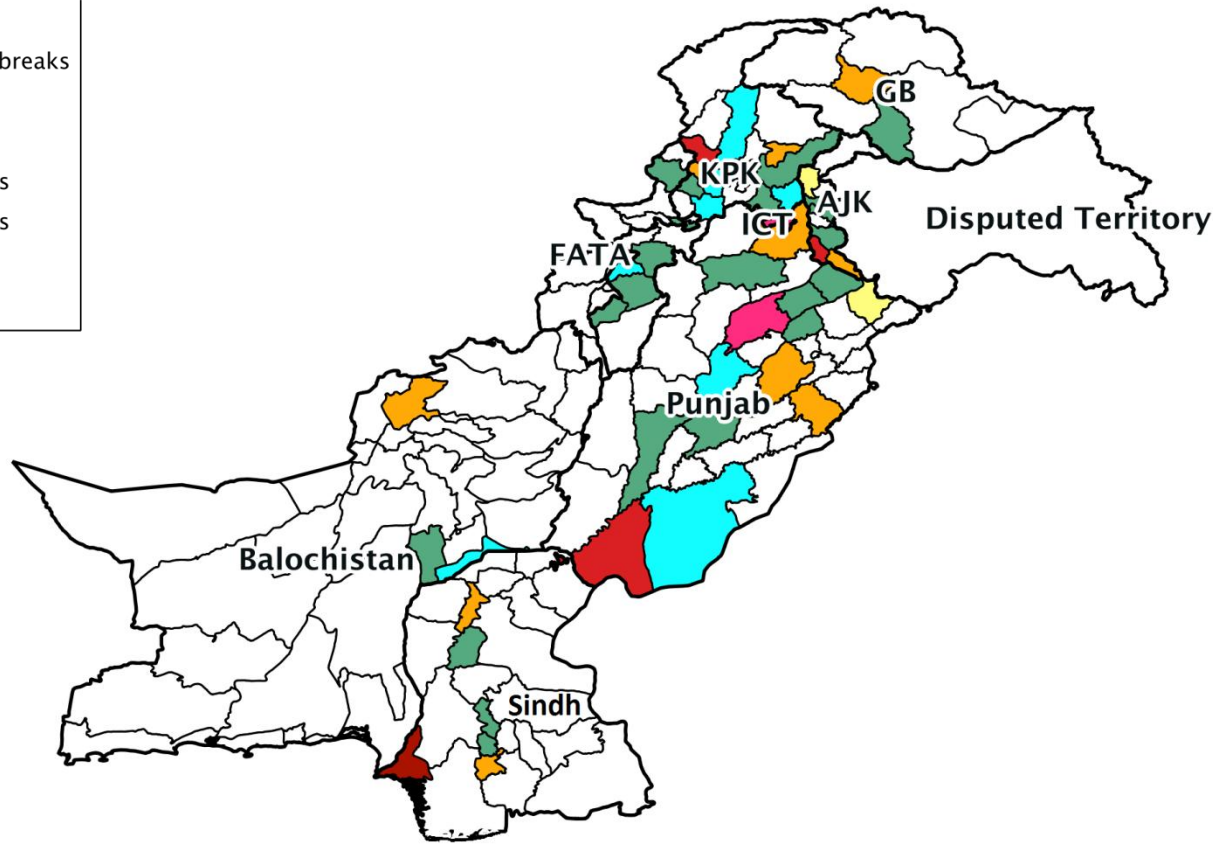 breaks
s
s
GB
KPK
AJK
ICT
Disputed Territory
FATA
Punjab
Balochistan
Sindh